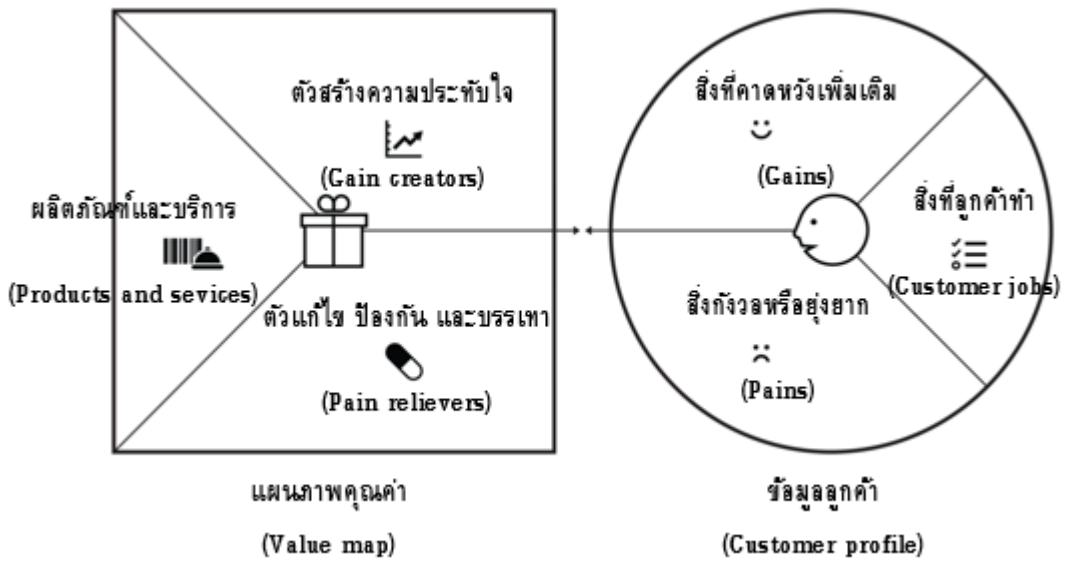 ตัวสร้างความประทับใจ
(Gain creators)
ผลิตภัณฑ์และบริการ
(Products and sevices)
ตัวแก้ไข ป้องกัน และบรรเทา
(Pain relievers)
แผนภาพคุณค่า
(Value map)
สิ่งที่คาดหวังเพิ่มเติม
(Gains)
สิ่งที่ลูกค้าทำ
(Customer jobs)
สิ่งกังวลหรือยุ่งยาก
(Pains)
ข้อมูลลูกค้า
(Customer profile)